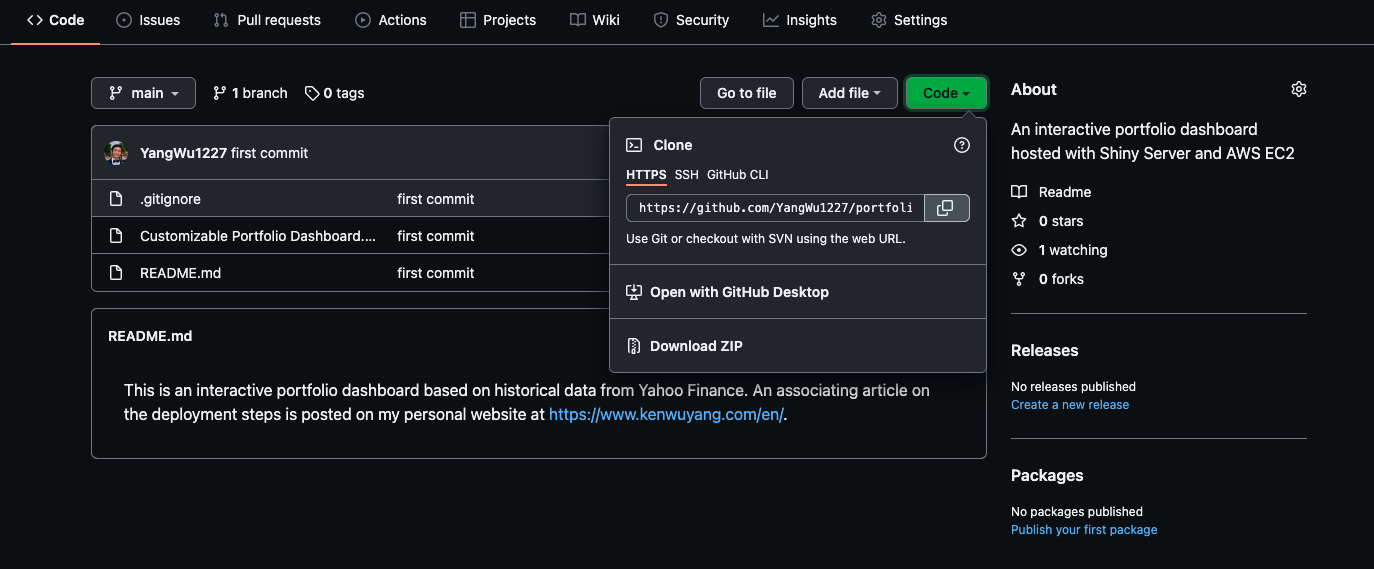 Code Issues Pull requests Actions Projects Wiki Security Insights Settings
main 1 branch 0 tags Go to file Add file Code
YangWu1227 first commit
.gitignore first commit
Customizable Portfolio Dashboard.... first commit
README.md first commit
Clone
HTTPS SSH GitHub CLI
https://github.com/YangWu1227/portfoli
Use Git or checkout with SVN using the web URL.
Open with GitHub Desktop
Download ZIP
README.md
This is an interactive portfolio dashboard based on historical data from Yahoo Finance. An associating article on
the deployment steps is posted on my personal website at https://www.kenwuyang.com/en/.
About
An interactive portfolio dashboard
hosted with Shiny Server and AWS EC2
Readme
0 stars
1 watching
0 forks
Releases
No releases published
Create a new release
Packages
No packages published
Publish your first package